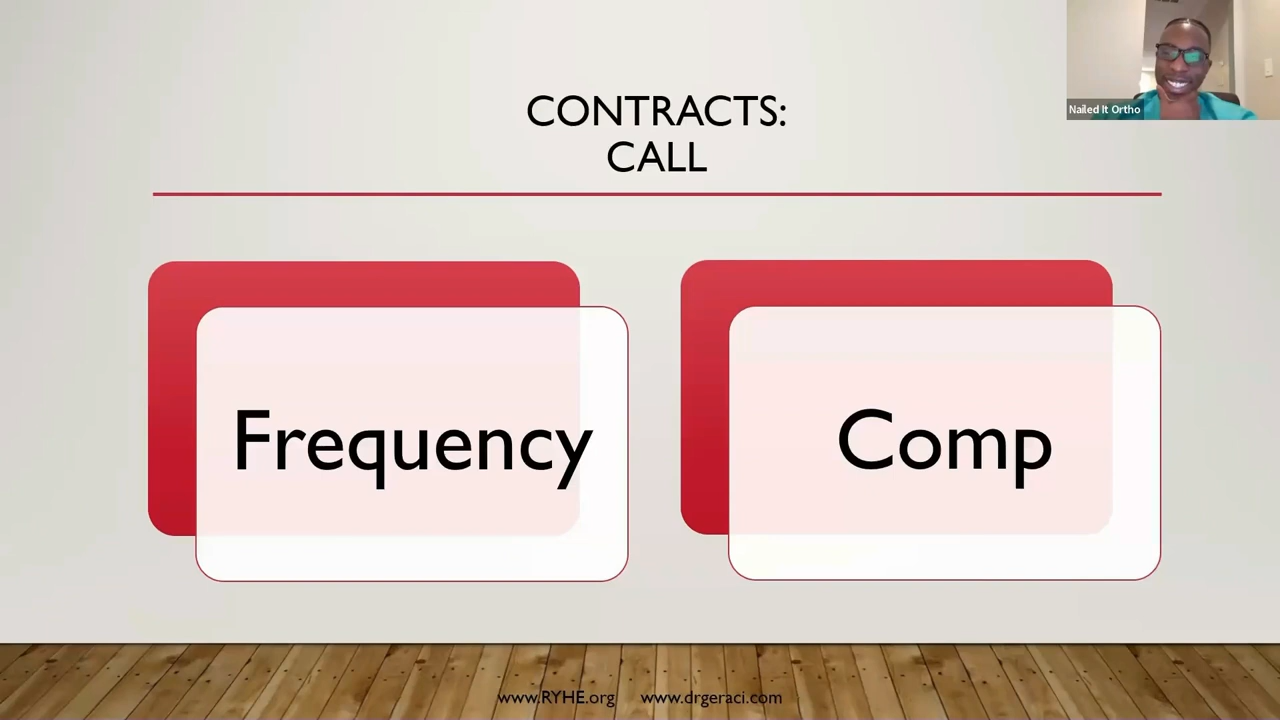 CONTRACTS:
CALL
Nailed It Ortho
Frequency
Comp
www.RYHE.org www.drgeraci.com